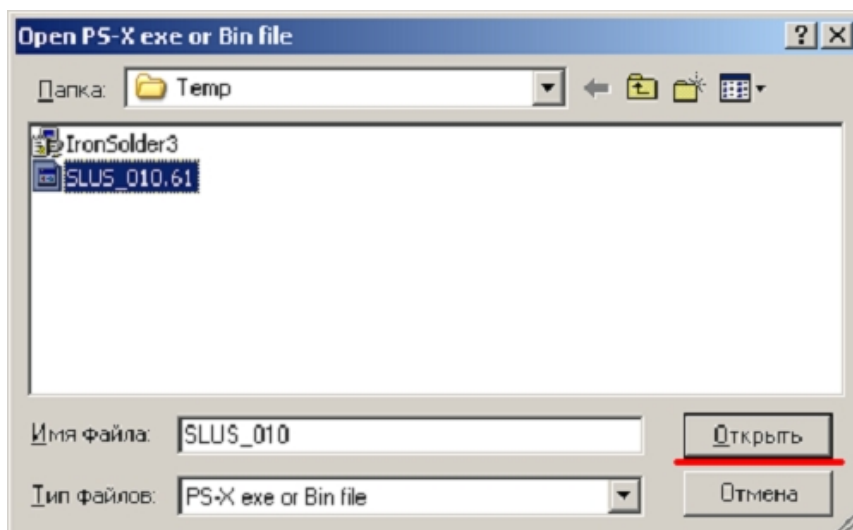 Open PS-X exe or Bin file
Папка: Temp
IronSolder3
SLUS_010.61
Имя файла: SLUS_010 Открыть
Тип файлов: PS-X exe or Bin file Отмена